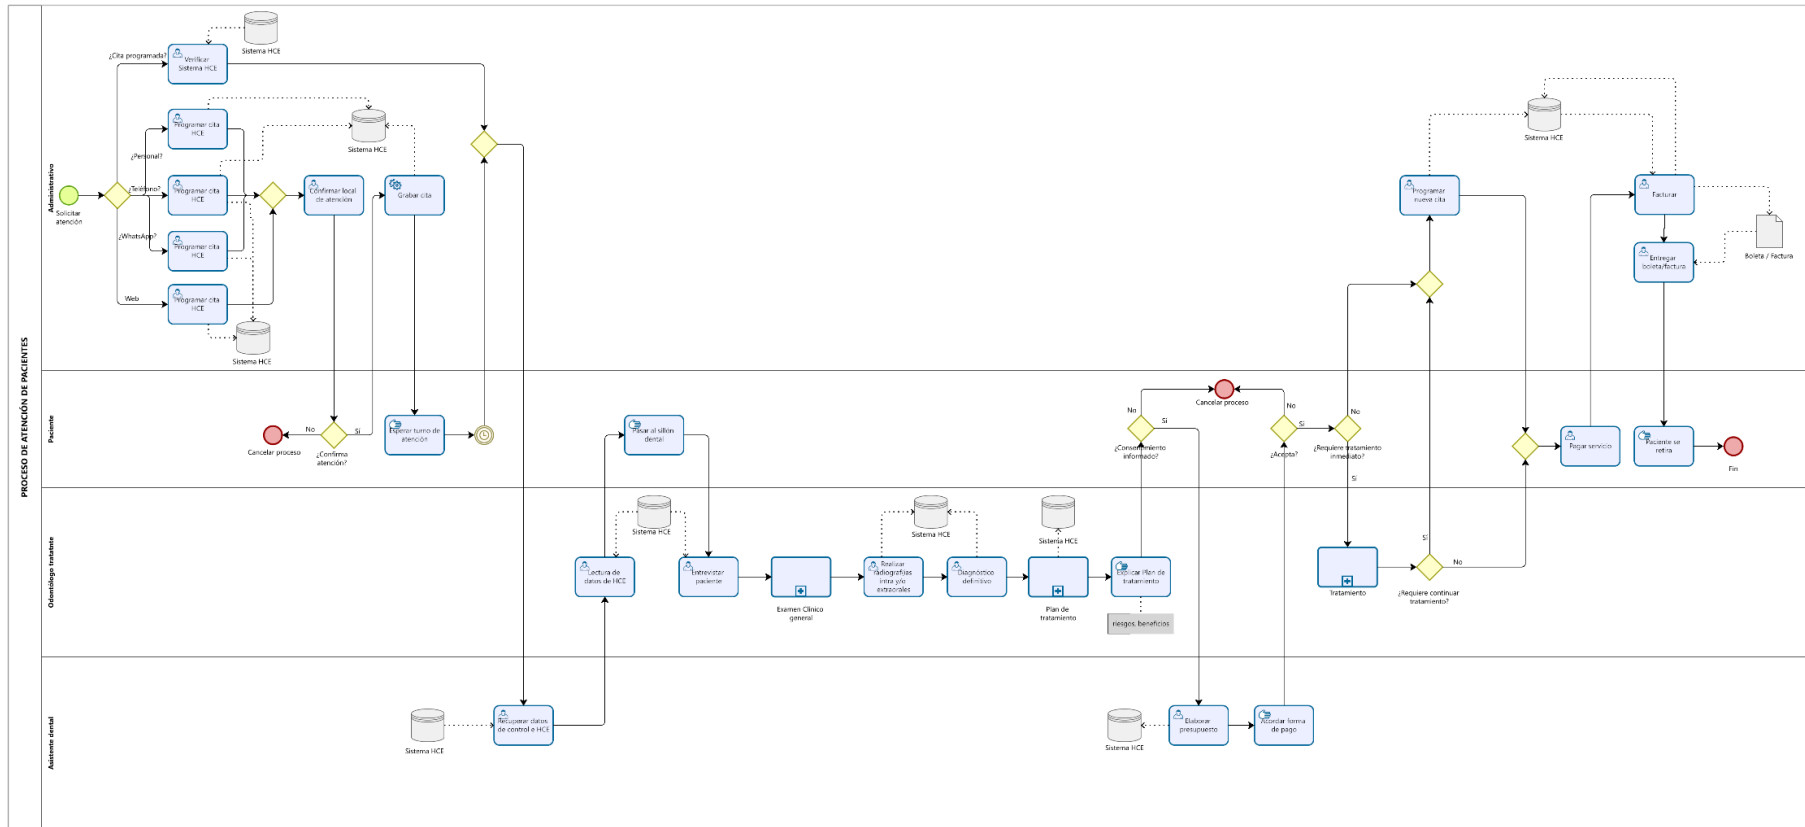 PROCESO DE ATENCIÓN DE PACIENTES
Administrativo
Solicitar
atención
¿Cita programada?
Verificar
Sistema HCE
Sistema HCE
¿Personal?
Programar cita
HCE
¿Teléfono?
Programar cita
HCE
¿WhatsApp?
Programar cita
HCE
Web
Programar cita
HCE
Sistema HCE
Sistema HCE
Confirmar local
de atención
Grabar cita
Programar
nueva cita
Sistema HCE
Facturar
Entregar
boleta/factura
Boleta / Factura
Paciente
Cancelar proceso
No
¿Confirma
atención?
Sí
Esperar turno de
atención
Pasar al sillón
dental
No
¿Consentimiento
informado?
Sí
Cancelar proceso
No
¿Acepta?
Sí
No
¿Requiere tratamiento
inmediato?
Sí
Pagar servicio
Paciente se
retira
Fin
Odontólogo tratatnte
Lectura de
datos de HCE
Sistema HCE
Entrevistar
paciente
Examen Clínico
general
Realizar
radiografías
intra y/o
extraorales
Sistema HCE
Diagnóstico
definitivo
Sistema HCE
Plan de
tratamiento
Explicar Plan de
tratamiento
riesgos, beneficios
Tratamiento
Sí
No
¿Requiere continuar
tratamiento?
Asistente dental
Sistema HCE
Recuperar datos
de control e HCE
Sistema HCE
Elaborar
presupuesto
Acordar forma
de pago